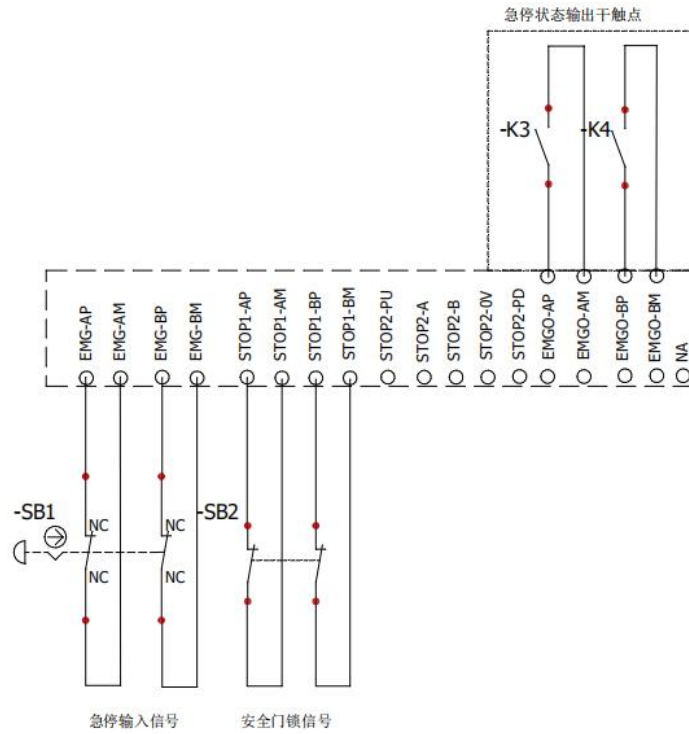 急停状态输出干触点
-K3
-K4
EMG-AP
EMG-AM
EMG-BP
EMG-BM
STOP1-AP
STOP1-AM
STOP1-BP
STOP1-BM
STOP2-PU
STOP2-A
STOP2-B
STOP2-0V
STOP2-PD
EMGO-AP
EMGO-AM
EMGO-BP
EMGO-BM
NA
-SB1
NC
NC
-SB2
NC
NC
急停输入信号
安全门锁信号